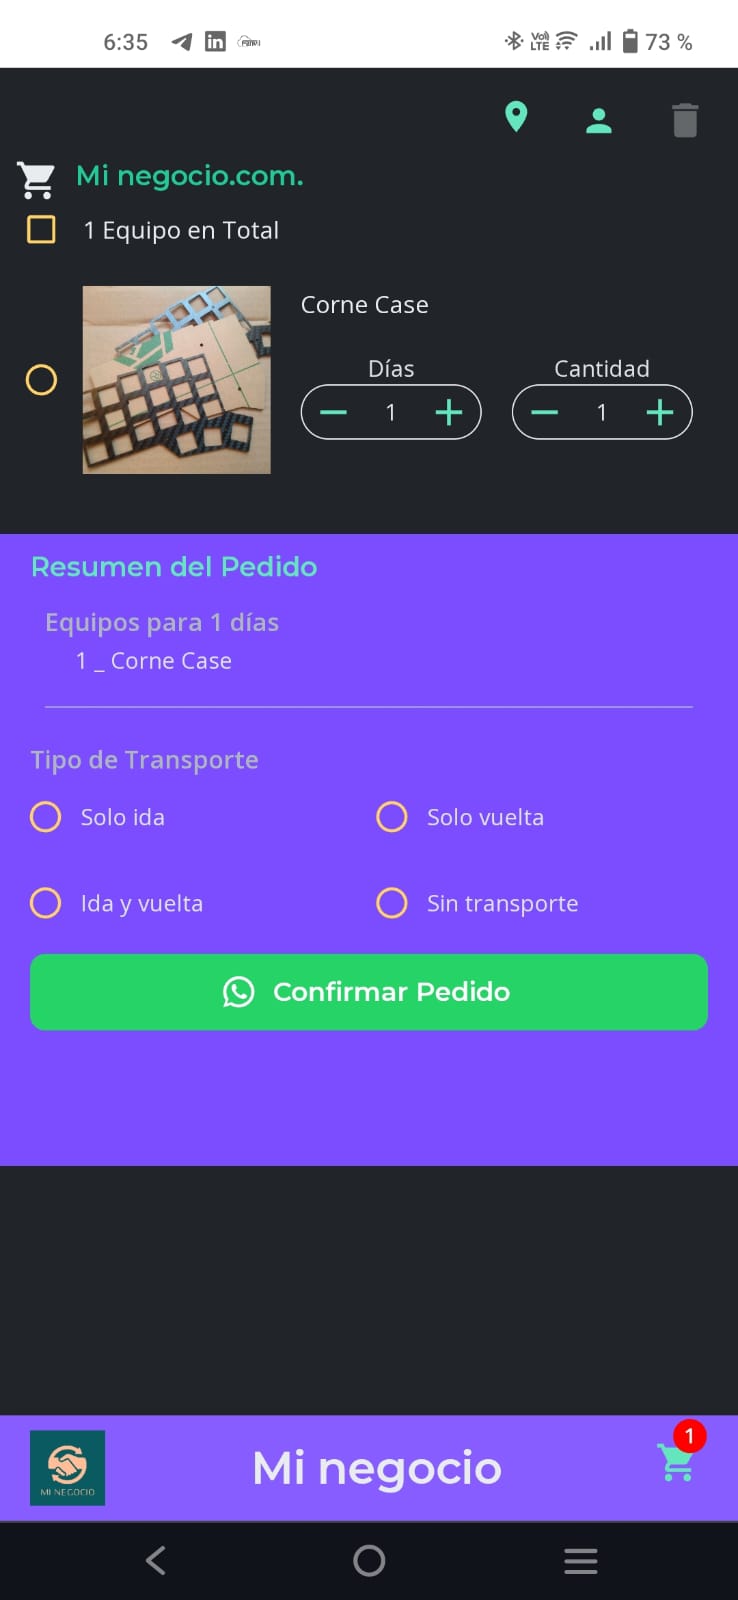 6:35
Vo) LTE
73 %
Mi negocio.com.
1 Equipo en Total
Corne Case
Días
Cantidad
1
1
Resumen del Pedido
Equipos para 1 días
1 _ Corne Case
Tipo de Transporte
Solo ida
Solo vuelta
Ida y vuelta
Sin transporte
Confirmar Pedido
MI NEGOCIO
Mi negocio
1